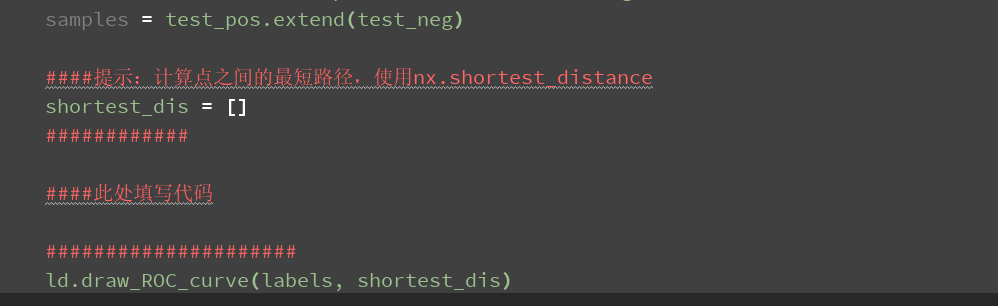 samples = test_pos.extend(test_neg)
####提示：计算点之间的最短路径，使用nx.shortest_distance
shortest_dis = []
############
####此处填写代码
#####################
ld.draw_ROC_curve(labels, shortest_dis)